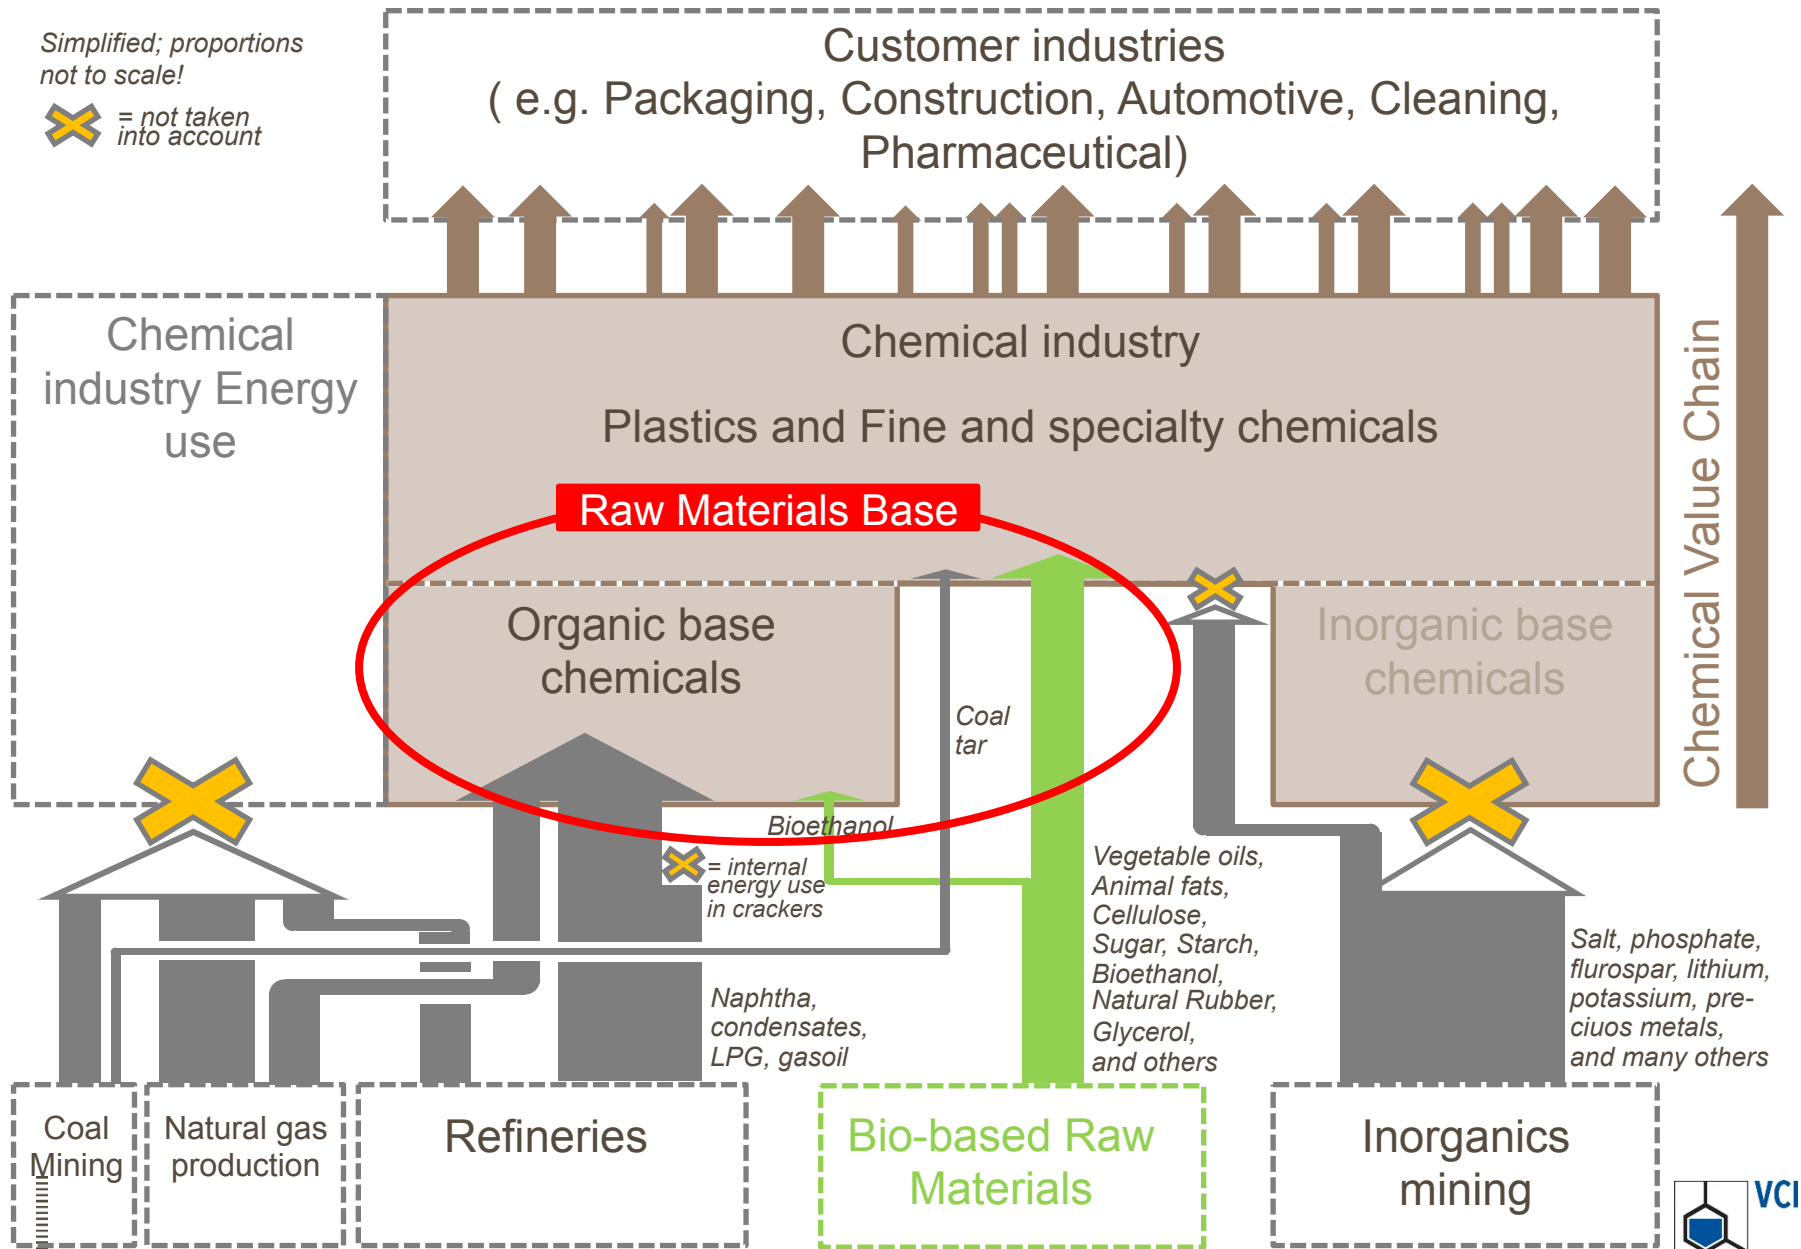 Simplified; proportions
not to scale!
= not taken
into account
Customer industries
( e.g. Packaging, Construction, Automotive, Cleaning,
Pharmaceutical)
Chemical
industry Energy
use
Chemical industry
Plastics and Fine and specialty chemicals
Raw Materials Base
Organic base
chemicals
Inorganic base
chemicals
Chemical Value Chain
Coal
tar
Bioethanol
= internal
energy use
in crackers
Vegetable oils,
Animal fats,
Cellulose,
Sugar, Starch,
Bioethanol,
Natural Rubber,
Glycerol,
and others
Naphtha,
condensates,
LPG, gasoil
Salt, phosphate,
flurospar, lithium,
potassium, pre-
ciuos metals,
and many others
Coal
Mining
Natural gas
production
Refineries
Bio-based Raw
Materials
Inorganics
mining
VCI